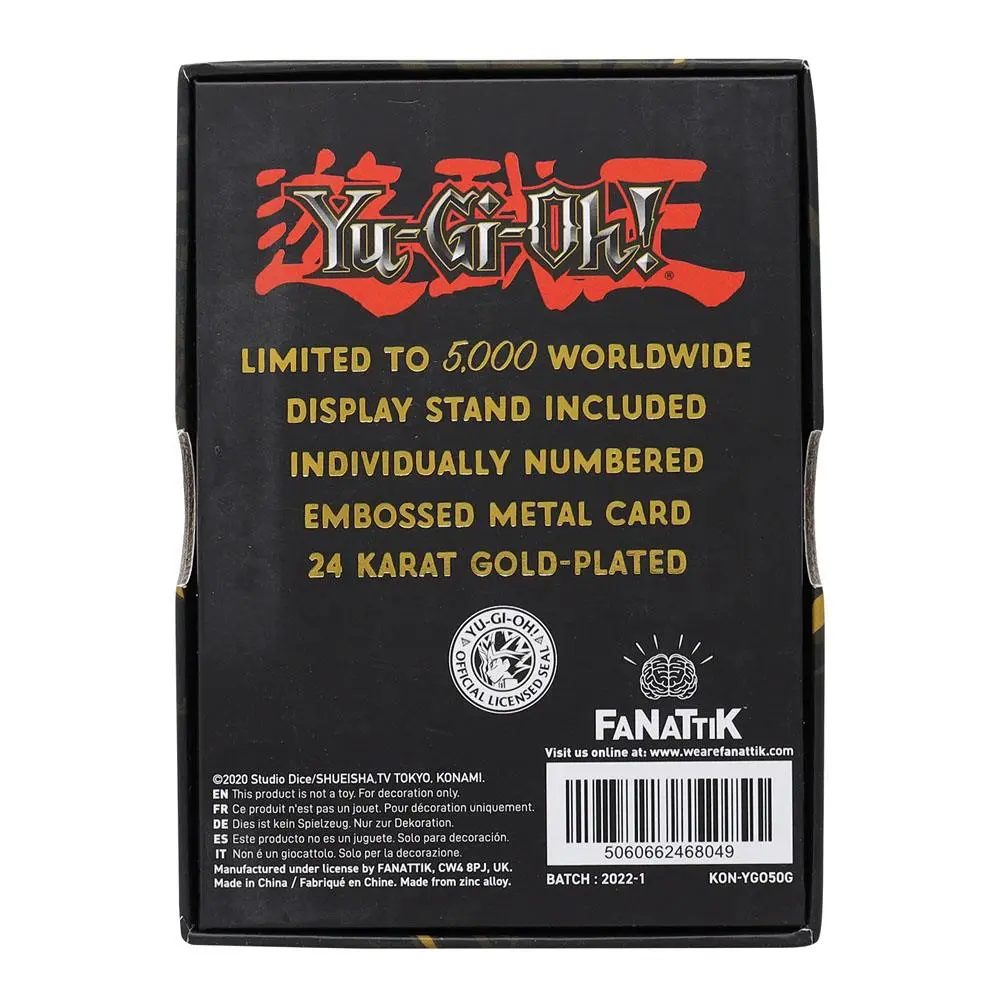 遊戯王
Yu-Gi-Oh!®
LIMITED TO 5,000 WORLDWIDE
DISPLAY STAND INCLUDED
INDIVIDUALLY NUMBERED
EMBOSSED METAL CARD
24 KARAT GOLD-PLATED
YU-GI-OH!
OFFICIAL LICENSED SEAL
FANATTIK
Visit us online at: www.wearefanattik.com
©2020 Studio Dice/SHUEISHA.TV TOKYO. KONAMI.
EN This product is not a toy. For decoration only.
FR Ce produit n'est pas un jouet. Pour décoration uniquement.
DE Dies ist kein Spielzeug. Nur zur Dekoration.
ES Este producto no es un juguete. Solo para decoración.
IT Non é un giocattolo. Solo per la decorazione.
Manufactured under license by FANATTIK, CW4 8PJ, UK.
Made in China / Fabriqué en Chine. Made from zinc alloy.
5060662468049
BATCH : 2022-1
KON-YGO50G